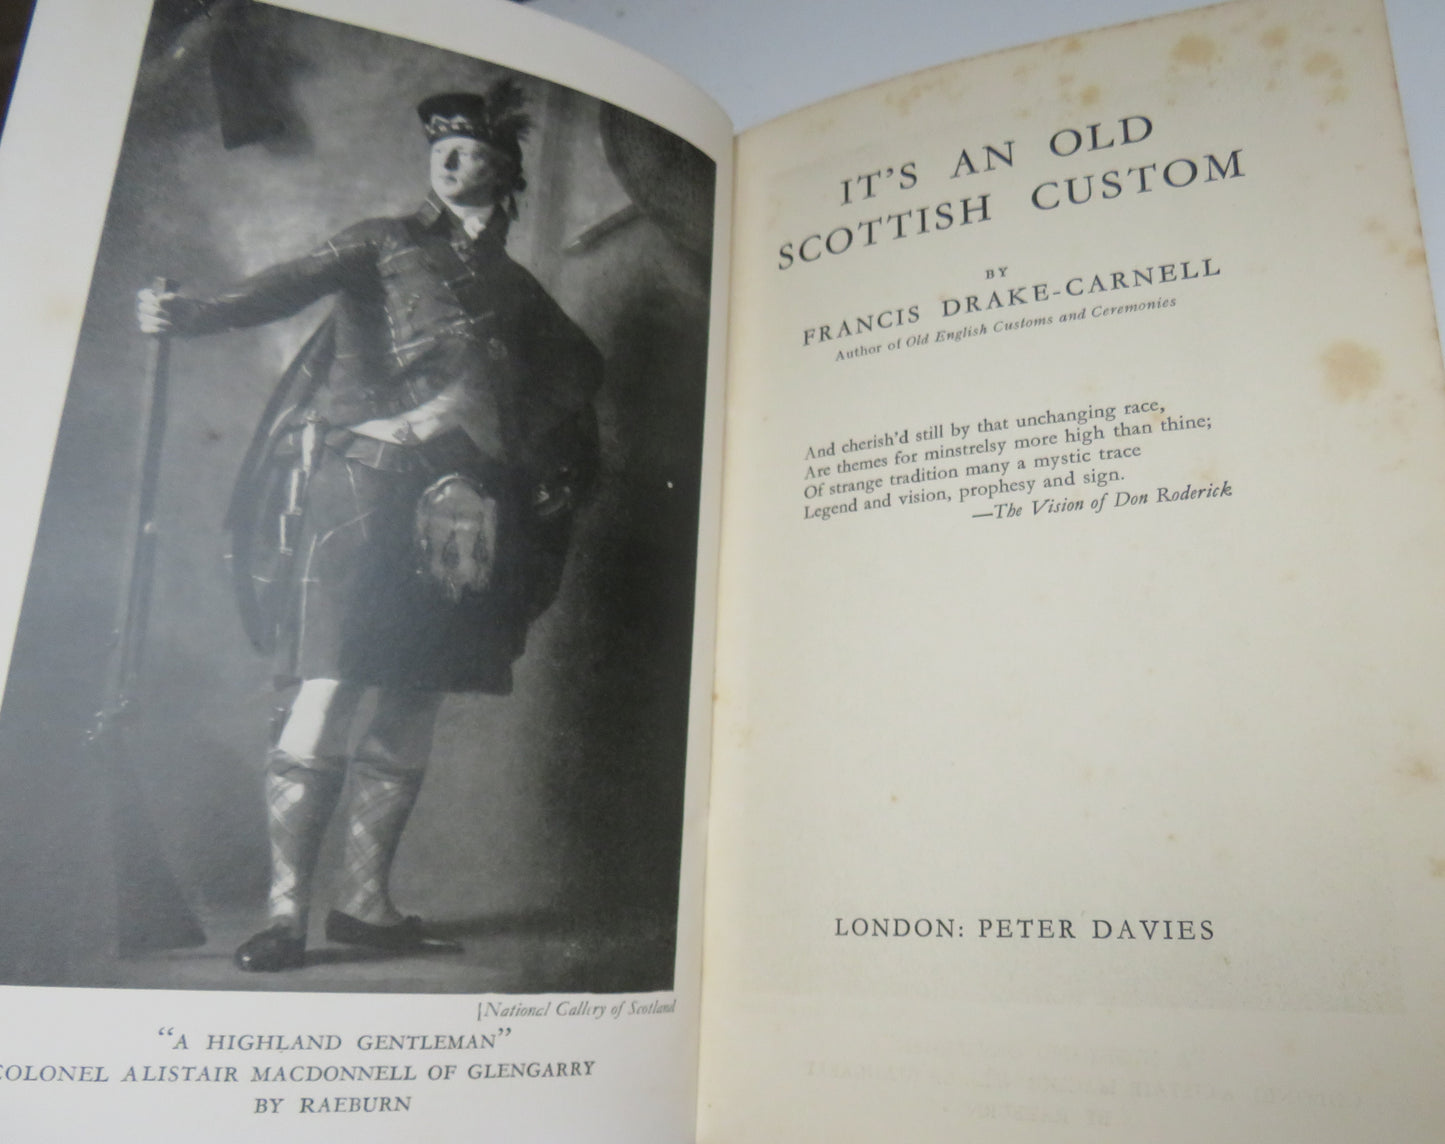 [National Gallery of Scotland
"A HIGHLAND GENTLEMAN"
COLONEL ALISTAIR MACDONNELL OF GLENGARRY
BY RAEBURN
IT'S AN OLD
SCOTTISH CUSTOM
BY
FRANCIS DRAKE-CARNELL
Author of Old English Customs and Ceremonies
And cherish'd still by that unchanging race,
Are themes for minstrelsy more high than thine;
Of strange tradition many a mystic trace
Legend and vision, prophesy and sign.
—The Vision of Don Roderick
LONDON: PETER DAVIES